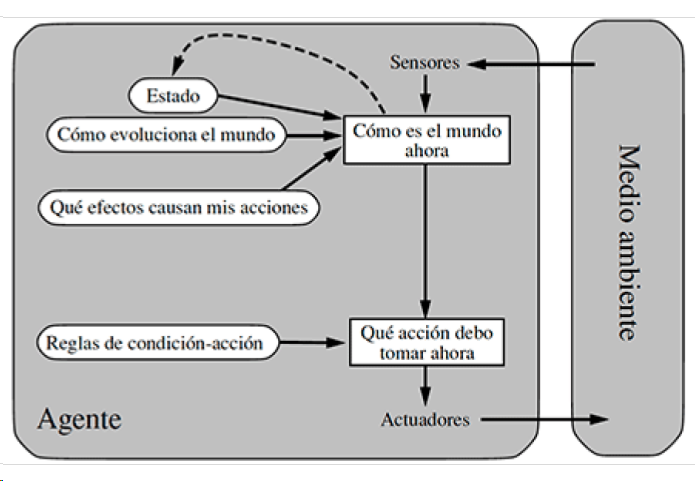 Sensores
Estado
Cómo evoluciona el mundo
Cómo es el mundo
ahora
Qué efectos causan mis acciones
Medio ambiente
Reglas de condición-acción
Qué acción debo
tomar ahora
Agente
Actuadores